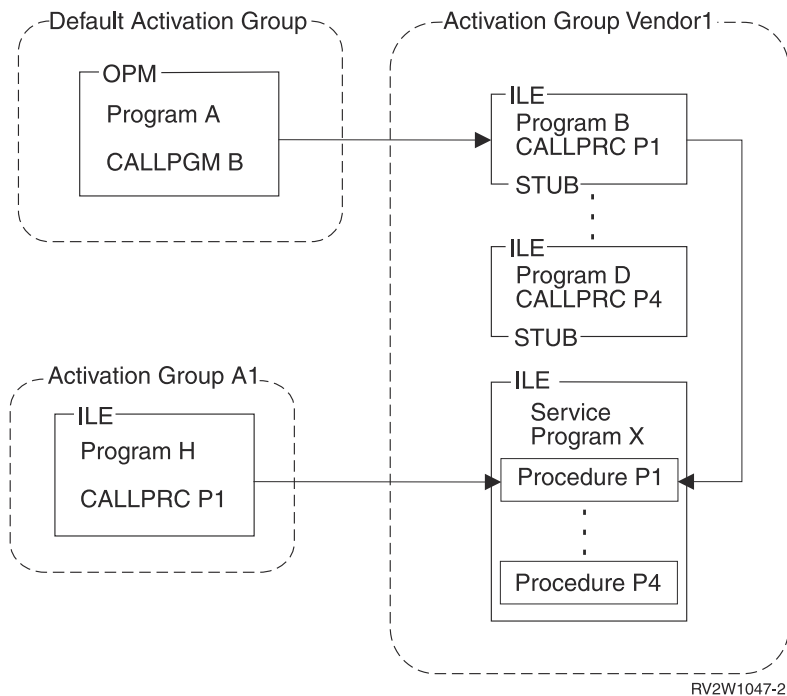 Default Activation Group
OPM
Program A
CALLPGM B
Activation Group Vendor1
ILE
Program B
CALLPRC P1
STUB
ILE
Program D
CALLPRC P4
STUB
Activation Group A1
ILE
Program H
CALLPRC P1
ILE
Service
Program X
Procedure P1
Procedure P4
RV2W1047-2